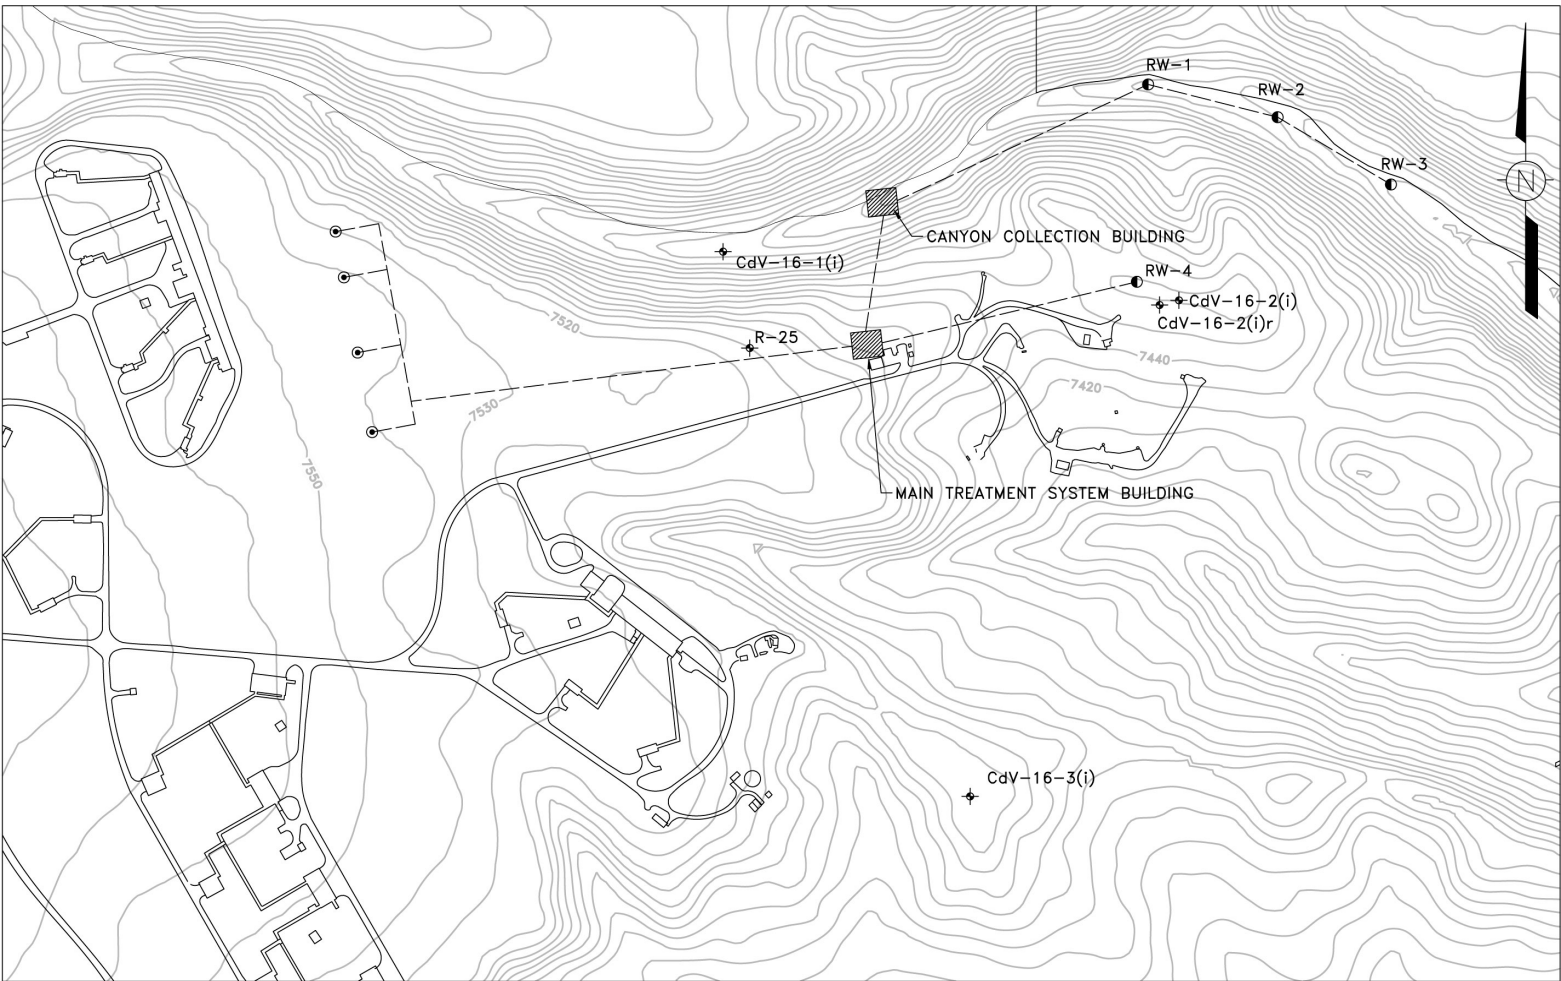 RW-1
RW-2
RW-3
N
CANYON COLLECTION BUILDING
CdV-16-1(i)
RW-4
CdV-16-2(i)
CdV-16-2(i)r
7520
R-25
7440
7420
7530
7550
MAIN TREATMENT SYSTEM BUILDING
CdV-16-3(i)